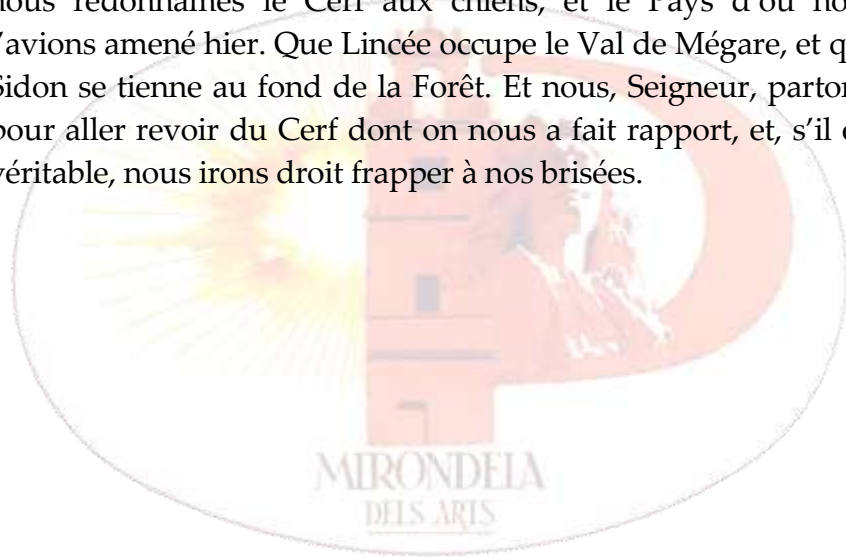 nous redonnâmes le Cerf aux chiens, et le Pays d'où
l'avions amené hier. Que Lincée occupe le Val de Mégare, et
Sidon se tienne au fond de la Forêt. Et nous, Seigneur,
pour aller revoir du Cerf dont on nous a fait rapport, et, s'il
véritable, nous irons droit frapper à nos brisées.
MIRONDELA
DELS ARTS